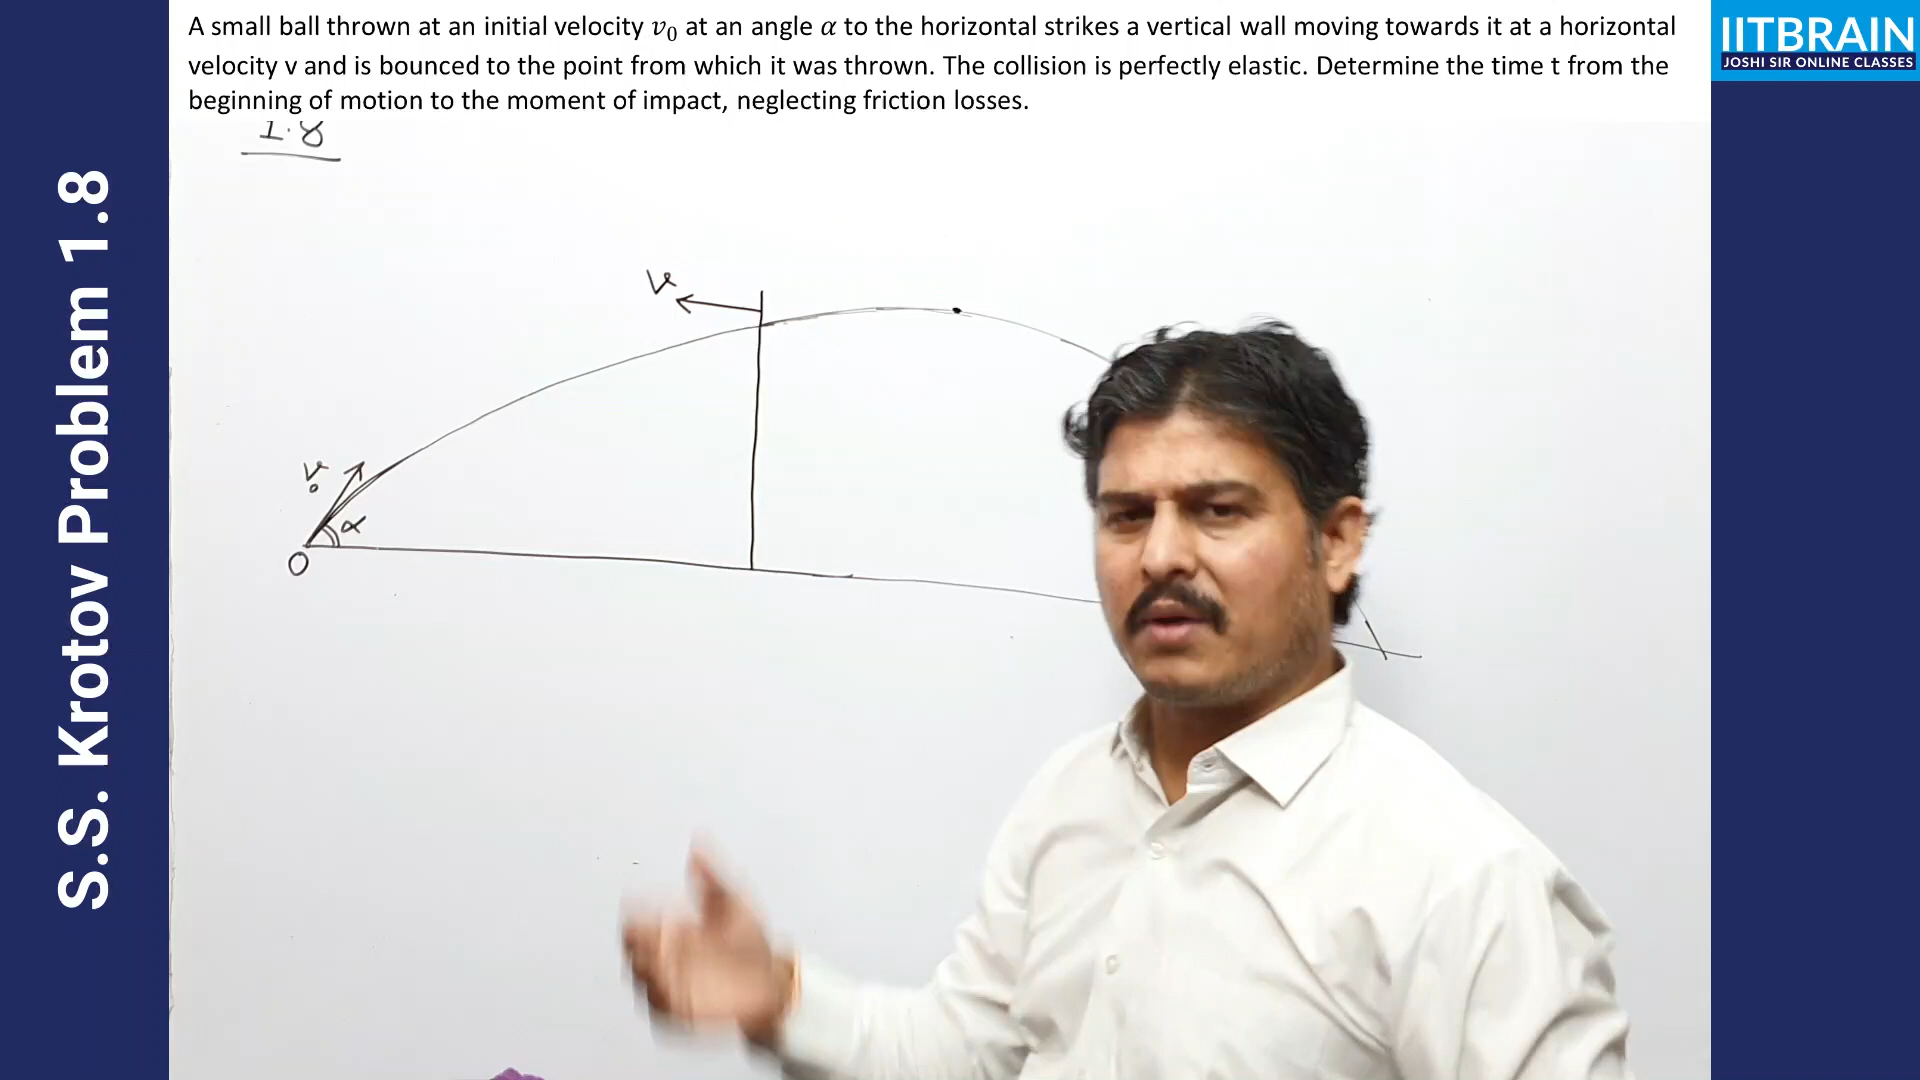 A small ball thrown at an initial velocity v₀ at an angle α to the horizontal strikes a vertical wall moving towards it at a horizontal
velocity v and is bounced to the point from which it was thrown. The collision is perfectly elastic. Determine the time t from the
beginning of motion to the moment of impact, neglecting friction losses.
IITBRAIN
JOSHI SIR ONLINE CLASSES
S.S. Krotov Problem 1.8
1.8
v
v₀
α
O